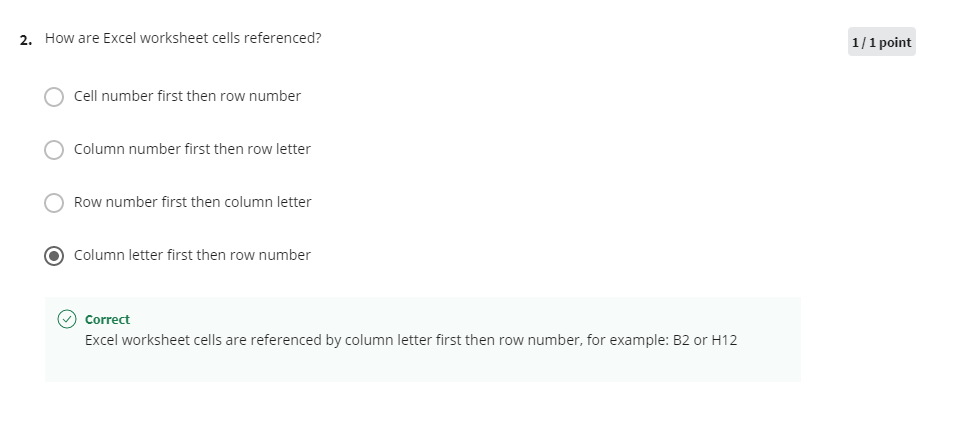 2. How are Excel worksheet cells referenced?
1 / 1 point
Cell number first then row number
Column number first then row letter
Row number first then column letter
Column letter first then row number
Correct
Excel worksheet cells are referenced by column letter first then row number, for example: B2 or H12